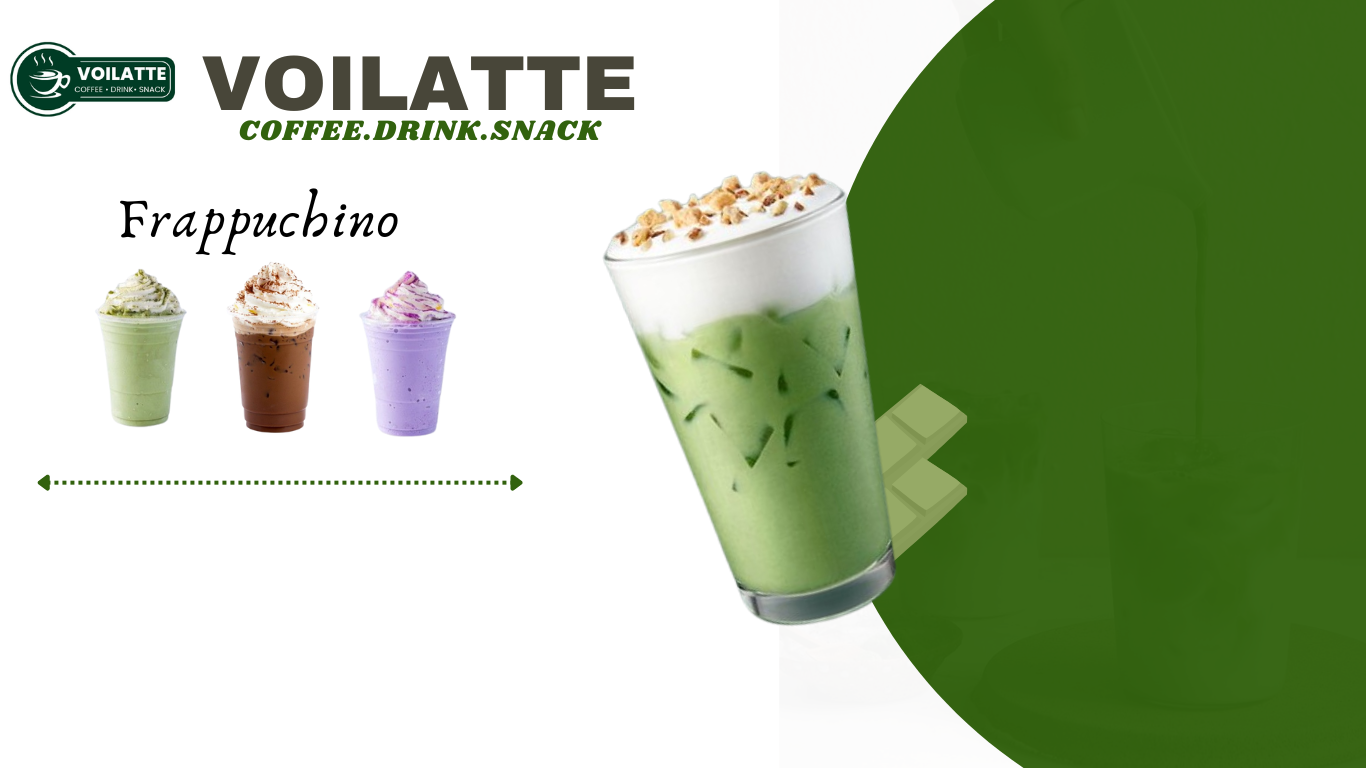 VOILATTE
COFFEE • DRINK • SNACK
VOILATTE
COFFEE.DRINK.SNACK
Frappuchino